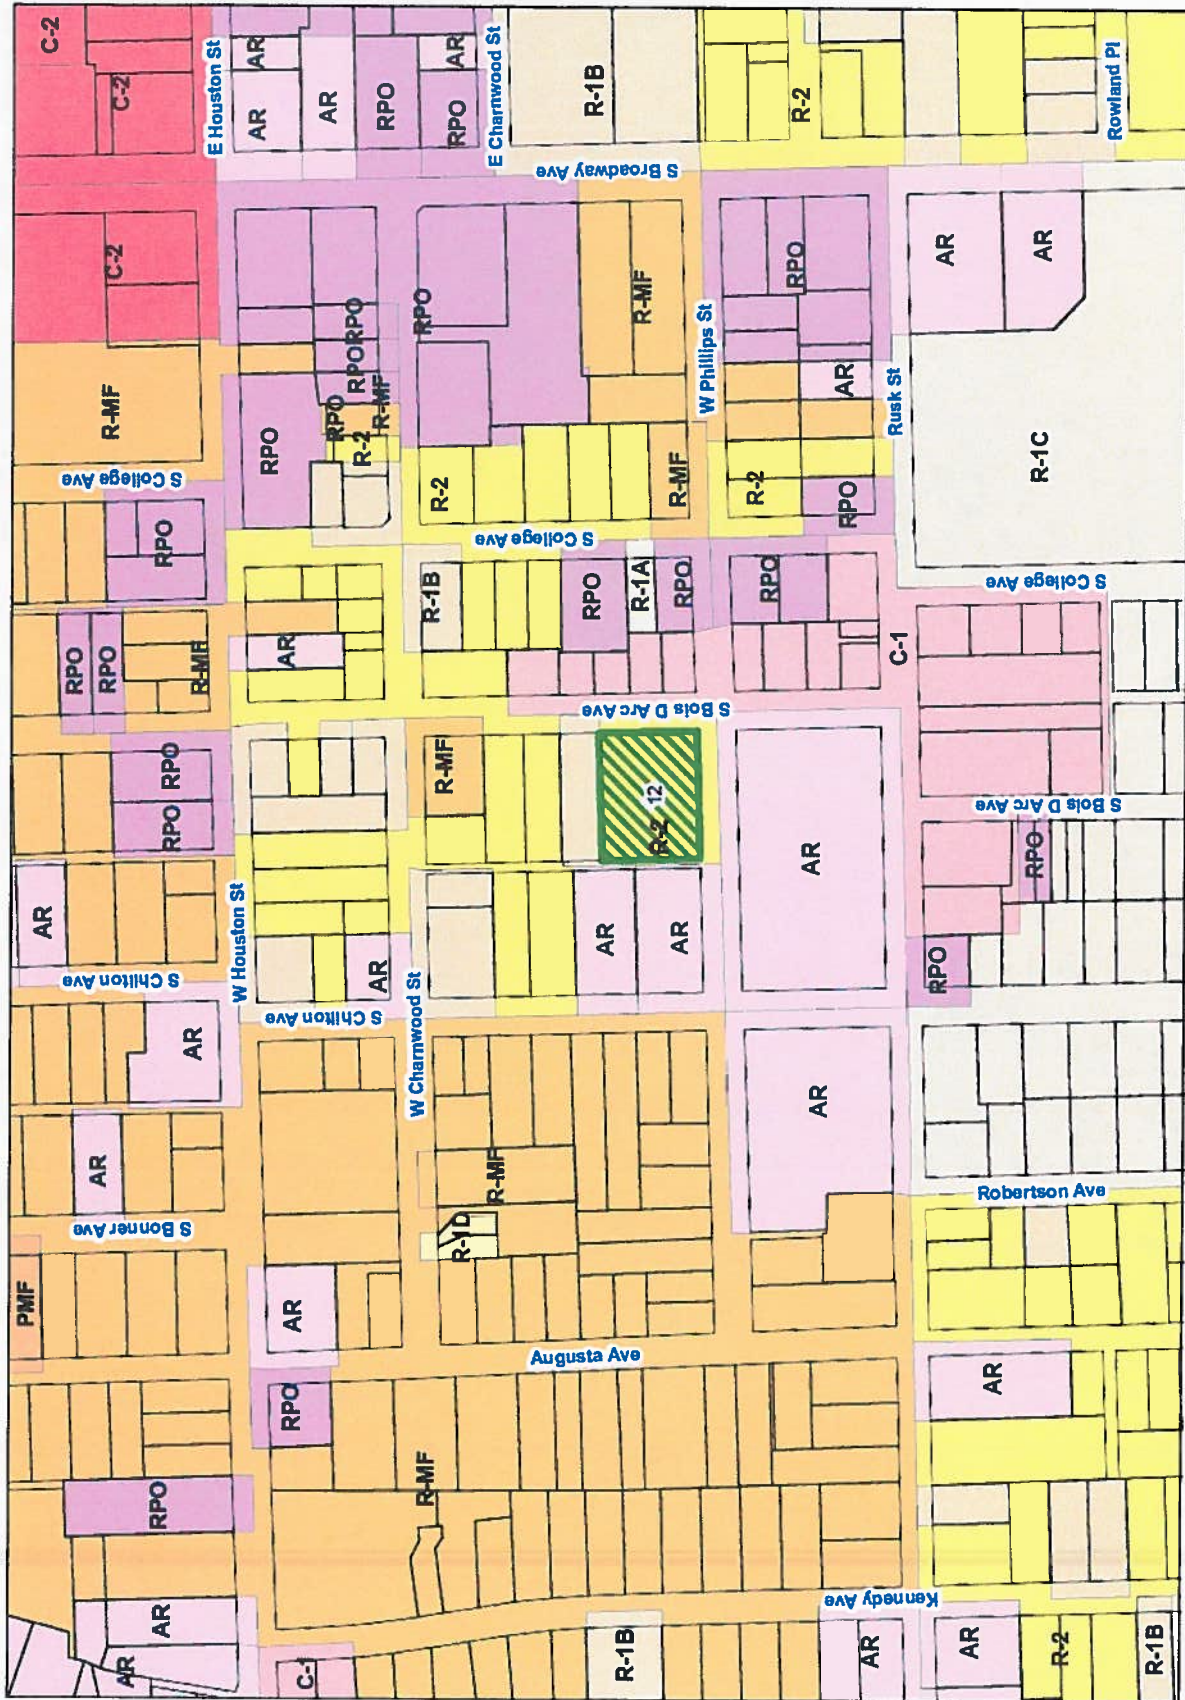 C-2
C-2
E Houston St
AR
AR
AR
RPO
AR
RPO
E Charnwood St
R-1B
R-2
Rowland Pl
S Broadway Ave
C-2
R-MF
S College Ave
RPO
RPO
RPO
RPO
R-MF
R-2
RPO
R-MF
W Phillips St
RPO
AR
Rusk St
AR
AR
R-1C
R-2
R-MF
R-2
RPO
S College Ave
RPO
R-1B
RPO
R-1A
RPO
RPO
S College Ave
RPO
RPO
R-MF
AR
C-1
S Bois D Arc Ave
RPO
RPO
R-MF
12
R-2
AR
S Bois D Arc Ave
RPO
AR
W Houston St
AR
AR
AR
RPO
S Chilton Ave
S Chilton Ave
W Charnwood St
AR
AR
AR
R-MF
R-1D
Robertson Ave
S Bonner Ave
PMF
AR
Augusta Ave
AR
RPO
R-MF
RPO
Kennedy Ave
AR
AR
C-1
R-1B
AR
AR
R-2
R-1B